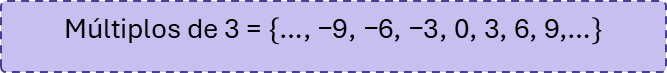 Múltiplos de 3 = {…, −9, −6, −3, 0, 3, 6, 9,…}